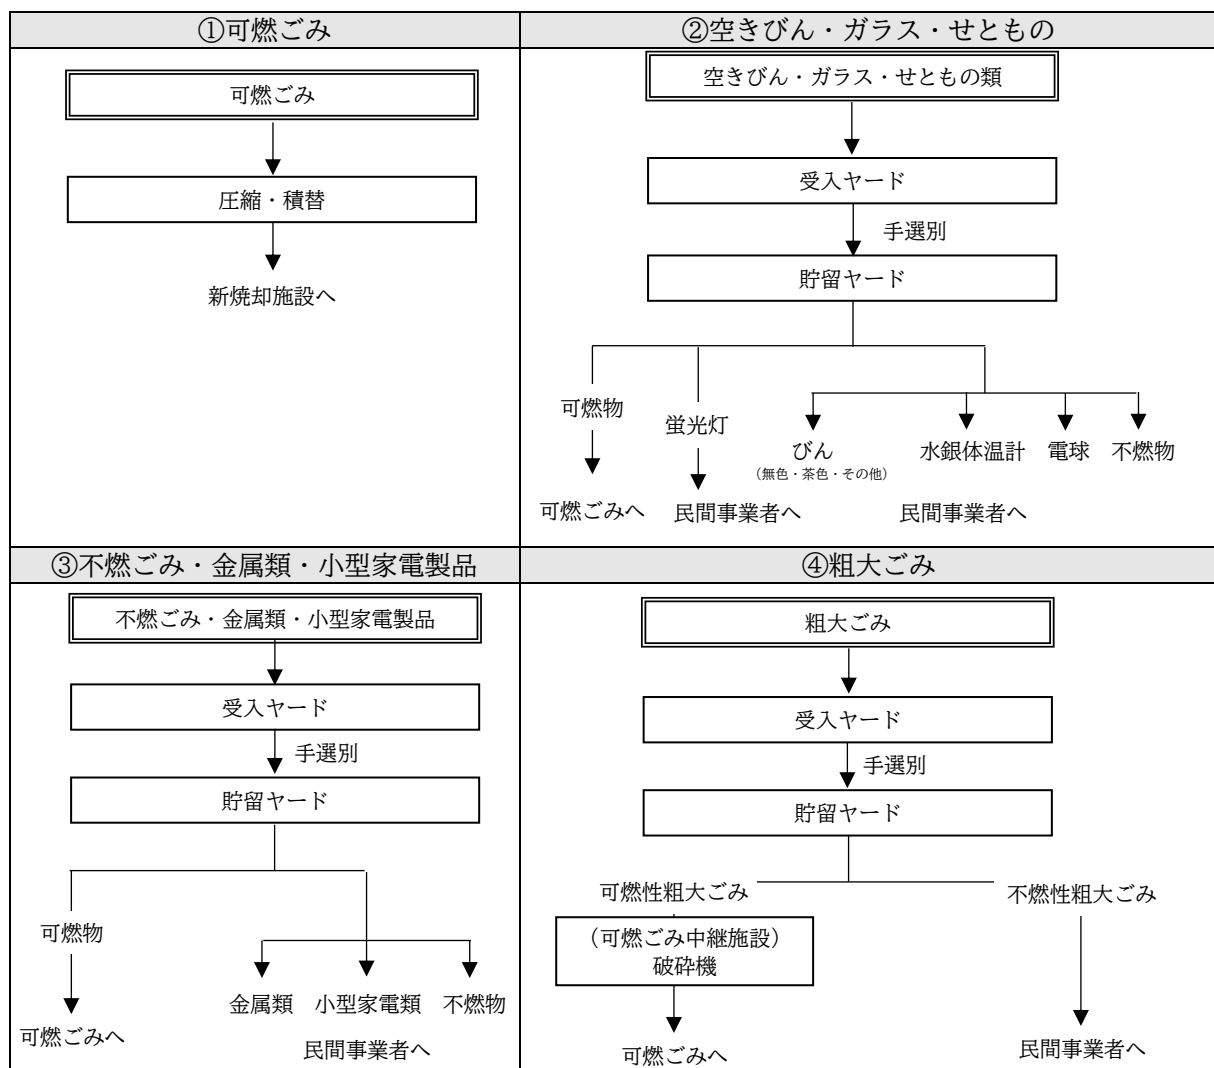 ①可燃ごみ
可燃ごみ
圧縮・積替
新焼却施設へ
②空きびん・ガラス・せともの
空きびん・ガラス・せともの類
受入ヤード
手選別
貯留ヤード
可燃物
蛍光灯
びん
（無色・茶色・その他）
水銀体温計
電球
不燃物
可燃ごみへ
民間事業者へ
民間事業者へ
③不燃ごみ・金属類・小型家電製品
不燃ごみ・金属類・小型家電製品
受入ヤード
手選別
貯留ヤード
可燃物
金属類
小型家電類
不燃物
可燃ごみへ
民間事業者へ
④粗大ごみ
粗大ごみ
受入ヤード
手選別
貯留ヤード
可燃性粗大ごみ
不燃性粗大ごみ
（可燃ごみ中継施設）
破砕機
可燃ごみへ
民間事業者へ